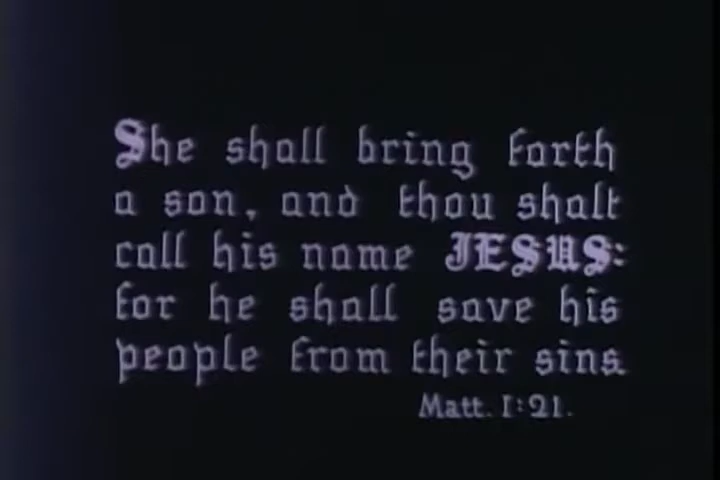 She shall bring forth
a son, and thou shalt
call his name JESUS:
for he shall save his
people from their sins.
Matt. 1:21.